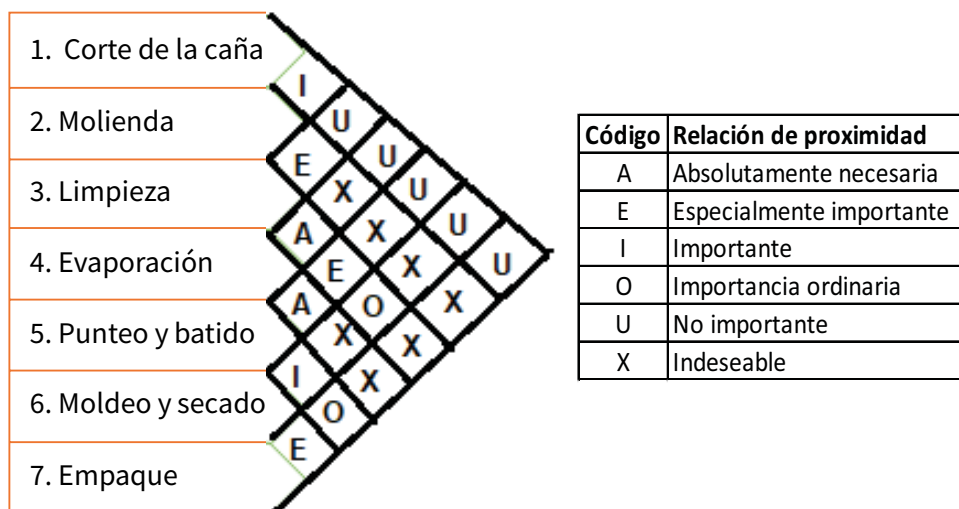 1. Corte de la caña
2. Molienda
3. Limpieza
4. Evaporación
5. Punteo y batido
6. Moldeo y secado
7. Empaque
I
U
E U
X U
A X U
E X U
A O X
X X
I X
O
E
Código Relación de proximidad
A Absolutamente necesaria
E Especialmente importante
I Importante
O Importancia ordinaria
U No importante
X Indeseable